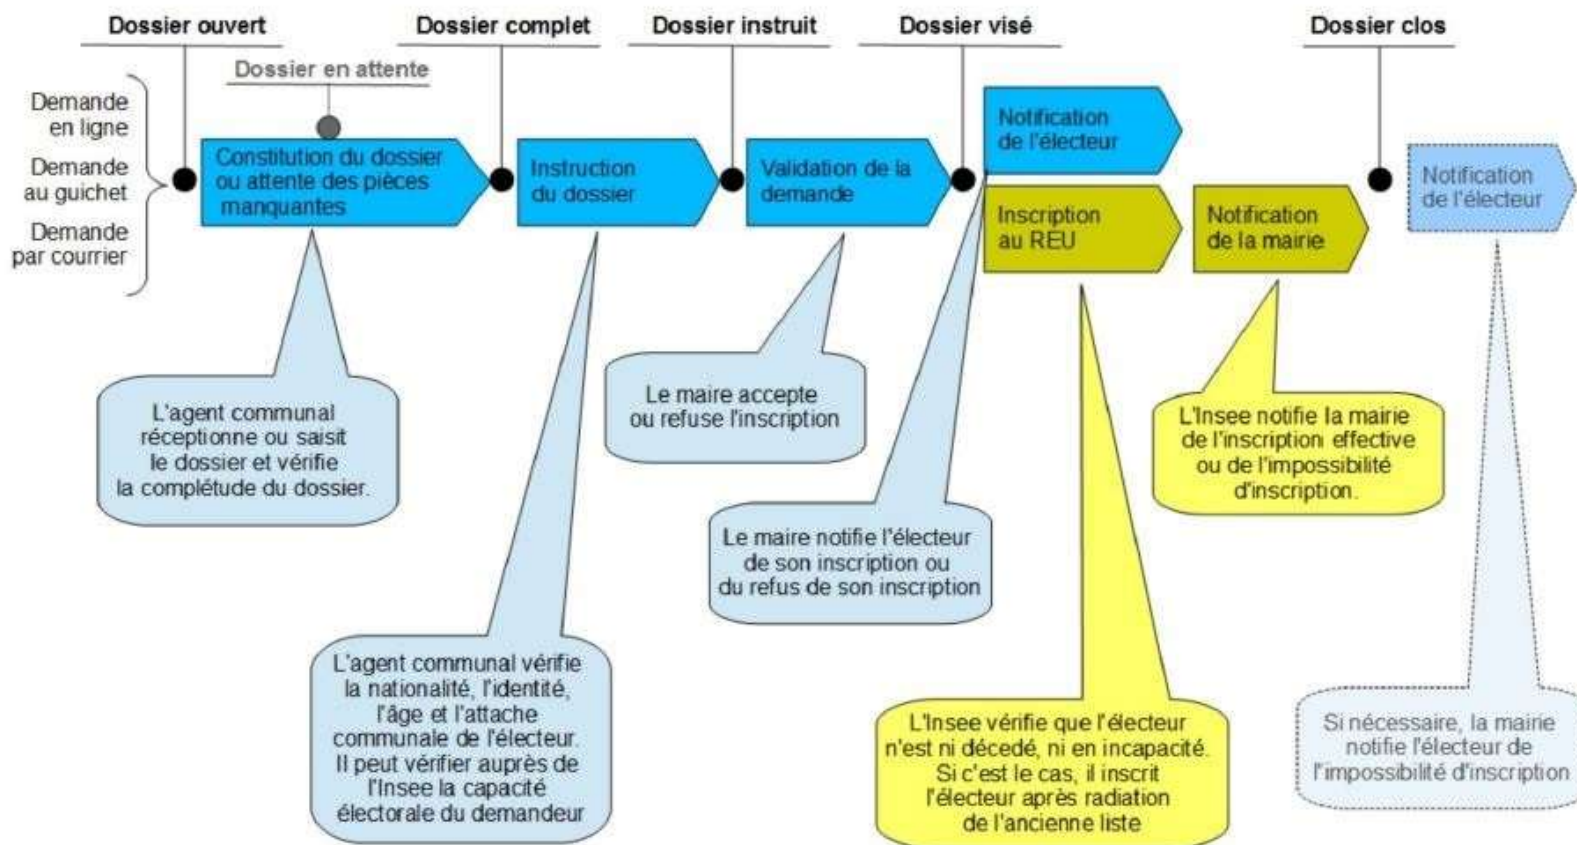 Dossier ouvert
Dossier complet
Dossier instruit
Dossier visé
Dossier clos
Dossier en attente
Demande
en ligne
Demande
au guichet
Demande
par courrier
Constitution du dossier
ou attente des pièces
manquantes
Instruction
du dossier
Validation de la
demande
Notification
de l'électeur
Inscription
au REU
Notification
de la mairie
Notification
de l'électeur
L'agent communal
réceptionne ou saisit
le dossier et vérifie
la complétude du dossier.
L'agent communal vérifie
la nationalité, l'identité,
l'âge et l'attache
communale de l'électeur.
Il peut vérifier auprès de
l'Insee la capacité
électorale du demandeur
Le maire accepte
ou refuse l'inscription
Le maire notifie l'électeur
de son inscription ou
du refus de son inscription
L'Insee vérifie que l'électeur
n'est ni décédé, ni en incapacité.
Si c'est le cas, il inscrit
l'électeur après radiation
de l'ancienne liste
L'Insee notifie la mairie
de l'inscription effective
ou de l'impossibilité
d'inscription.
Si nécessaire, la mairie
notifie l'électeur de
l'impossibilité d'inscription